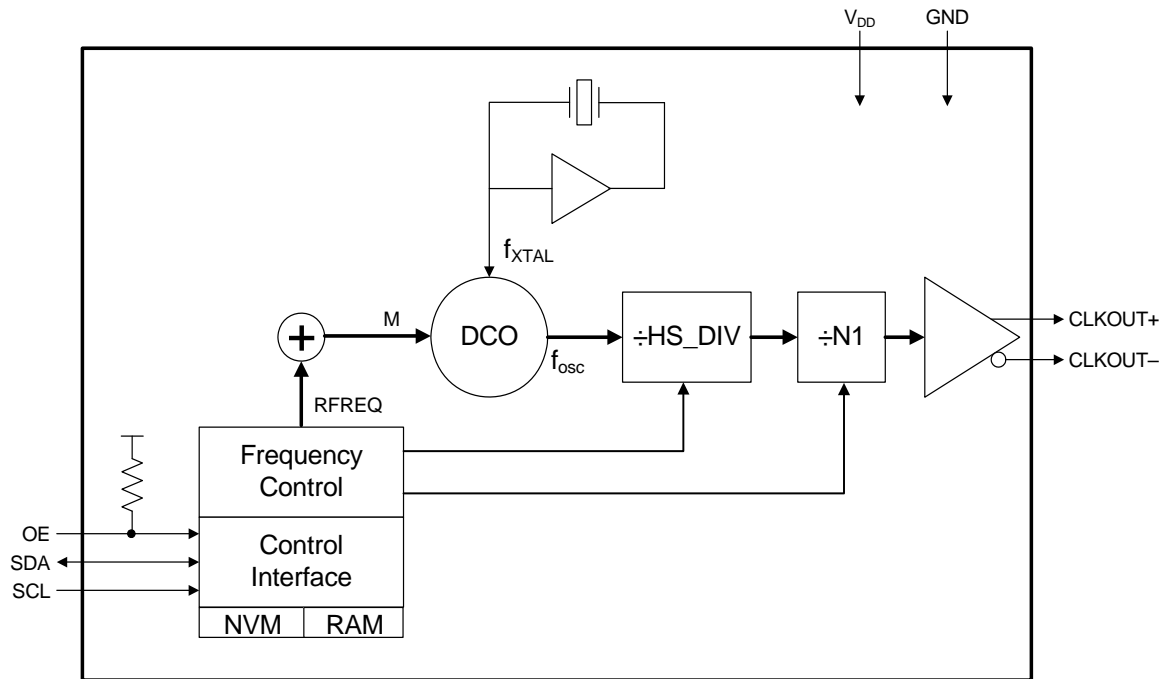 VDD
GND
fXTAL
M
DCO
fosc
÷HS_DIV
÷N1
CLKOUT+
CLKOUT–
+
RFREQ
Frequency
Control
OE
SDA
SCL
Control
Interface
NVM
RAM